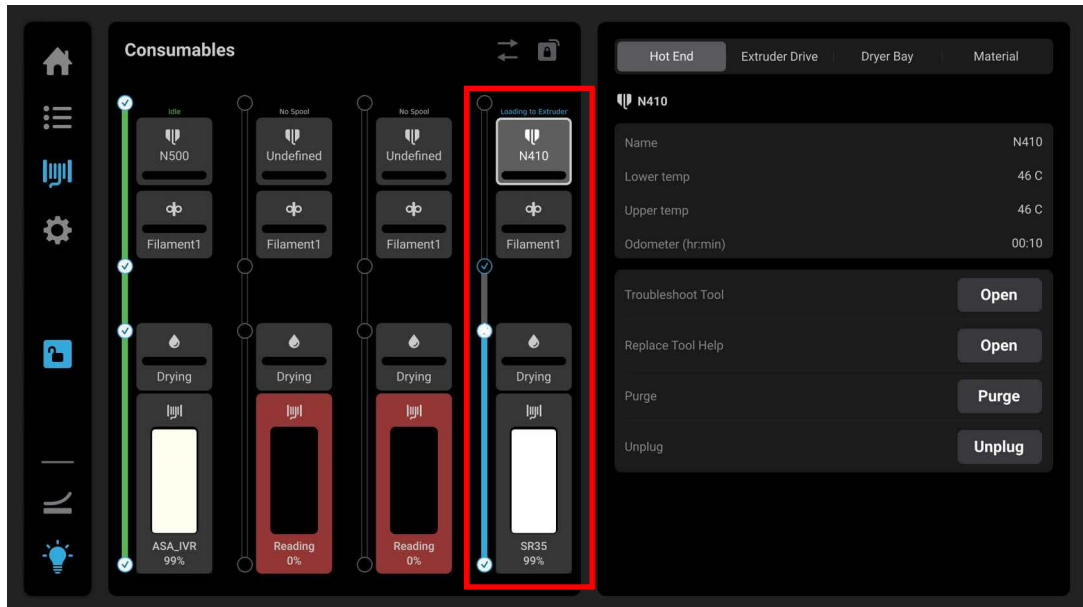 Consumables
Idle
N500
Filament1
Drying
ASA_IVR
99%
No Spool
Undefined
Filament1
Drying
Reading
0%
No Spool
Undefined
Filament1
Drying
Reading
0%
Loading to Extruder
N410
Filament1
Drying
SR35
99%
Hot End Extruder Drive Dryer Bay Material
N410
Name N410
Lower temp 46 C
Upper temp 46 C
Odometer (hr:min) 00:10
Troubleshoot Tool Open
Replace Tool Help Open
Purge Purge
Unplug Unplug